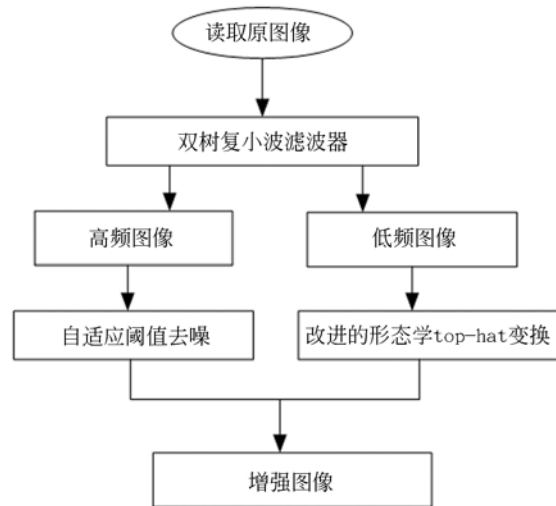 读取原图像
双树复小波滤波器
高频图像
低频图像
自适应阈值去噪
改进的形态学top-hat变换
增强图像